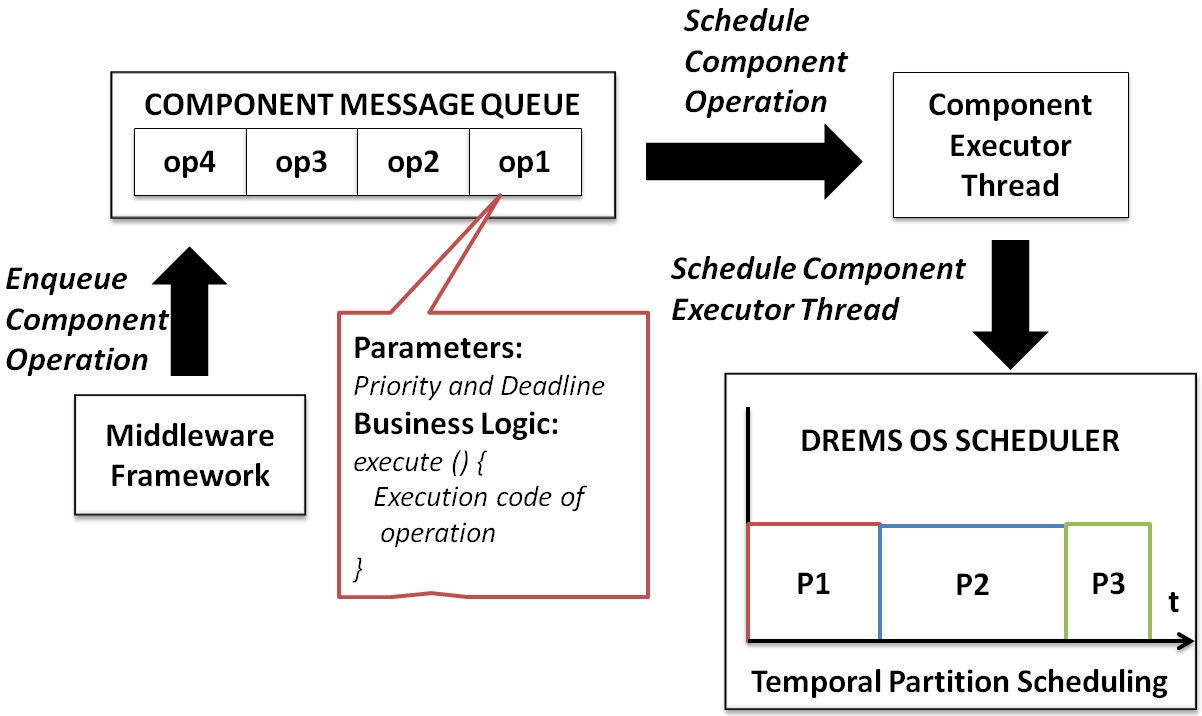 Schedule
Component
Operation
COMPONENT MESSAGE QUEUE
op4 op3 op2 op1
Component
Executor
Thread
Enqueue
Component
Operation
Schedule Component
Executor Thread
Parameters:
Priority and Deadline
Business Logic:
execute () {
Execution code of
operation
}
Middleware
Framework
DREMS OS SCHEDULER
P1 P2 P3 t
Temporal Partition Scheduling